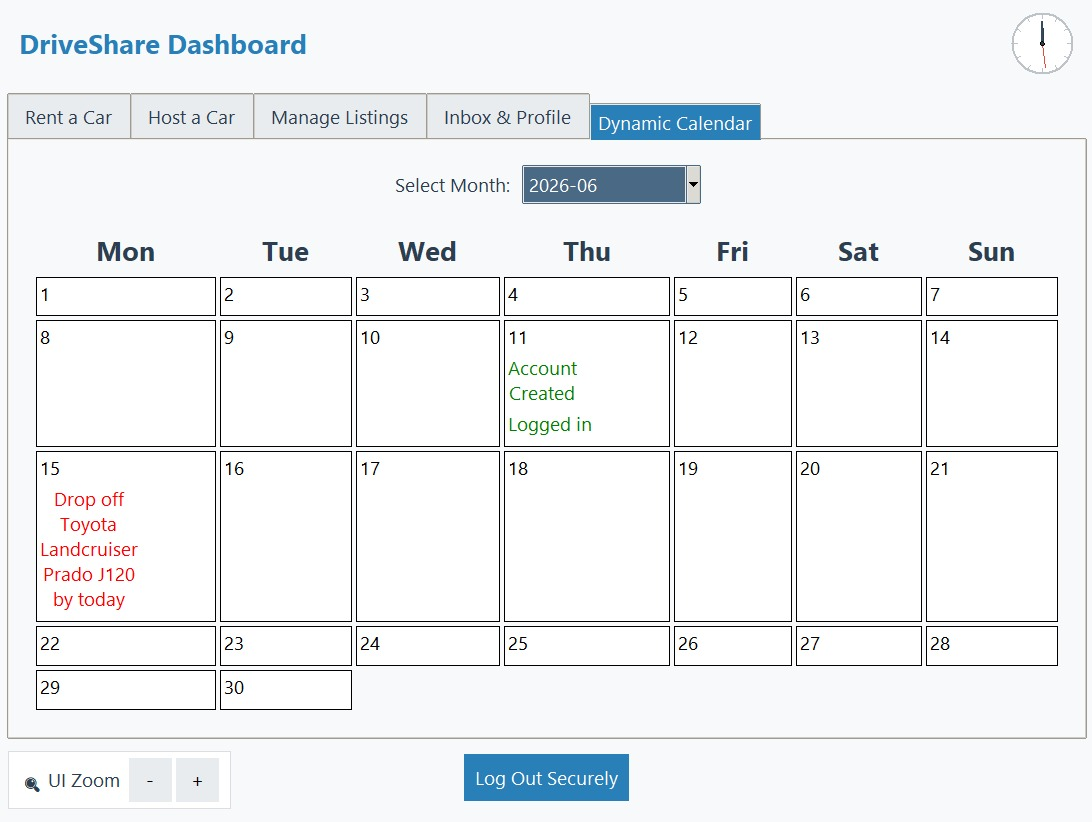 DriveShare Dashboard
Rent a Car Host a Car Manage Listings Inbox & Profile Dynamic Calendar
Select Month: 2026-06
Mon Tue Wed Thu Fri Sat Sun
1 2 3 4 5 6 7
8 9 10 11 12 13 14
Account
Created
Logged in
15 16 17 18 19 20 21
Drop off
Toyota
Landcruiser
Prado J120
by today
22 23 24 25 26 27 28
29 30
UI Zoom - + Log Out Securely